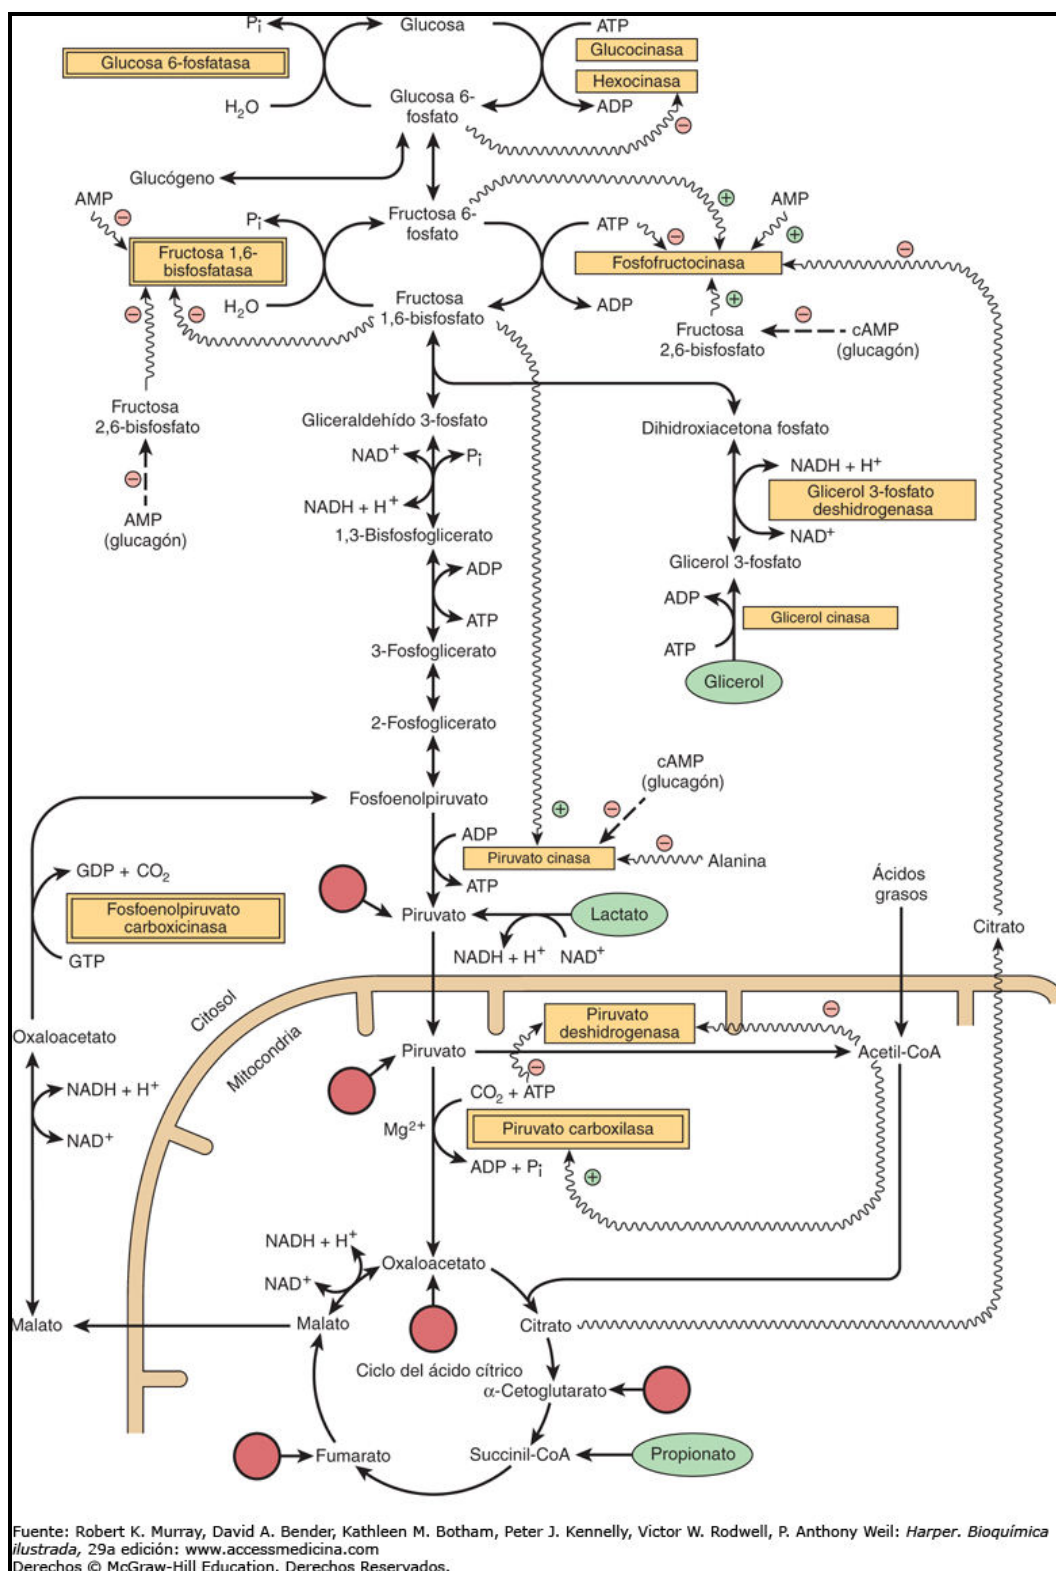 Pi
Glucosa
ATP
Glucosa 6-fosfatasa
Glucocinasa
Hexocinasa
H2O
Glucosa 6-
fosfato
ADP
−
Glucógeno
AMP
−
Pi
Fructosa 6-
fosfato
+
ATP
AMP
−
+
−
Fructosa 1,6-
bisfosfatasa
Fosfofructocinasa
H2O
Fructosa
1,6-bisfosfato
ADP
+
−
−
−
Fructosa
2,6-bisfosfato
cAMP
(glucagón)
Fructosa
2,6-bisfosfato
Gliceraldehído 3-fosfato
Dihidroxiacetona fosfato
−
AMP
(glucagón)
NAD+
Pi
NADH + H+
NADH + H+
Glicerol 3-fosfato
deshidrogenasa
NAD+
1,3-Bisfosfoglicerato
Glicerol 3-fosfato
ADP
ATP
ADP
Glicerol cinasa
ATP
3-Fosfoglicerato
Glicerol
2-Fosfoglicerato
cAMP
(glucagón)
Fosfoenolpiruvato
+
−
ADP
−
Piruvato cinasa
Alanina
ATP
GDP + CO2
Fosfoenolpiruvato
carboxicinasa
GTP
Ácidos
grasos
Piruvato
Lactato
Citrato
NADH + H+
NAD+
Citosol
Mitocondria
Oxaloacetato
Piruvato
deshidrogenasa
−
Piruvato
Acetil-CoA
−
NADH + H+
NAD+
CO2 + ATP
Mg2+
Piruvato carboxilasa
ADP + Pi
+
NADH + H+
NAD+
Oxaloacetato
Malato
Malato
Citrato
Ciclo del ácido cítrico
α-Cetoglutarato
Fumarato
Succinil-CoA
Propionato
Fuente: Robert K. Murray, David A. Bender, Kathleen M. Botham, Peter J. Kennelly, Victor W. Rodwell, P. Anthony Weil: Harper. Bioquímica
ilustrada, 29a edición: www.accessmedicina.com
Derechos © McGraw-Hill Education. Derechos Reservados.